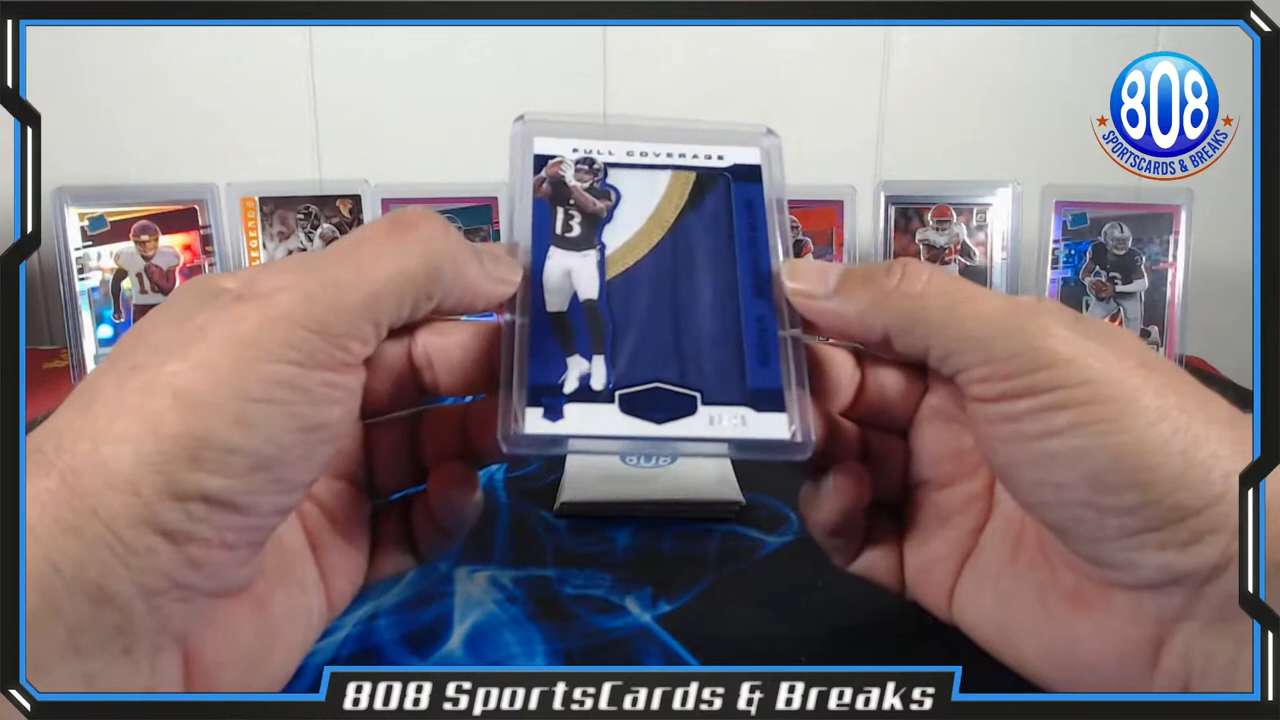 808
SPORTSCARDS & BREAKS
FULL COVERAGE
LEGENDS
13
808
808 SportsCards & Breaks